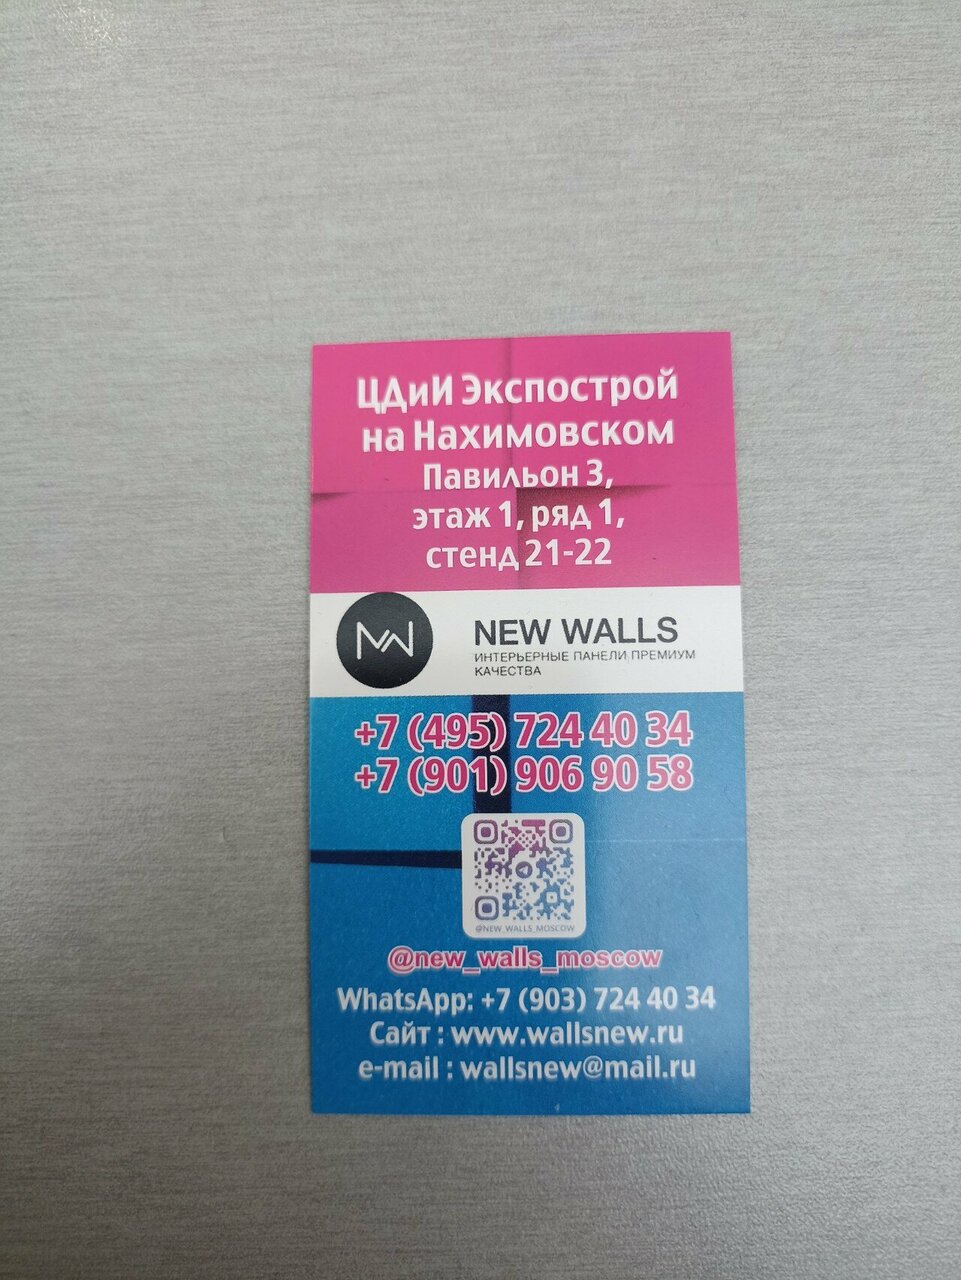 ЦДиИ Экспострой
на Нахимовском
Павильон 3,
этаж 1, ряд 1,
стенд 21-22
NEW WALLS
ИНТЕРЬЕРНЫЕ ПАНЕЛИ ПРЕМИУМ
КАЧЕСТВА
+7 (495) 724 40 34
+7 (901) 906 90 58
@NEW_WALLS_MOSCOW
@new_walls_moscow
WhatsApp: +7 (903) 724 40 34
Сайт : www.wallsnew.ru
e-mail : wallsnew@mail.ru